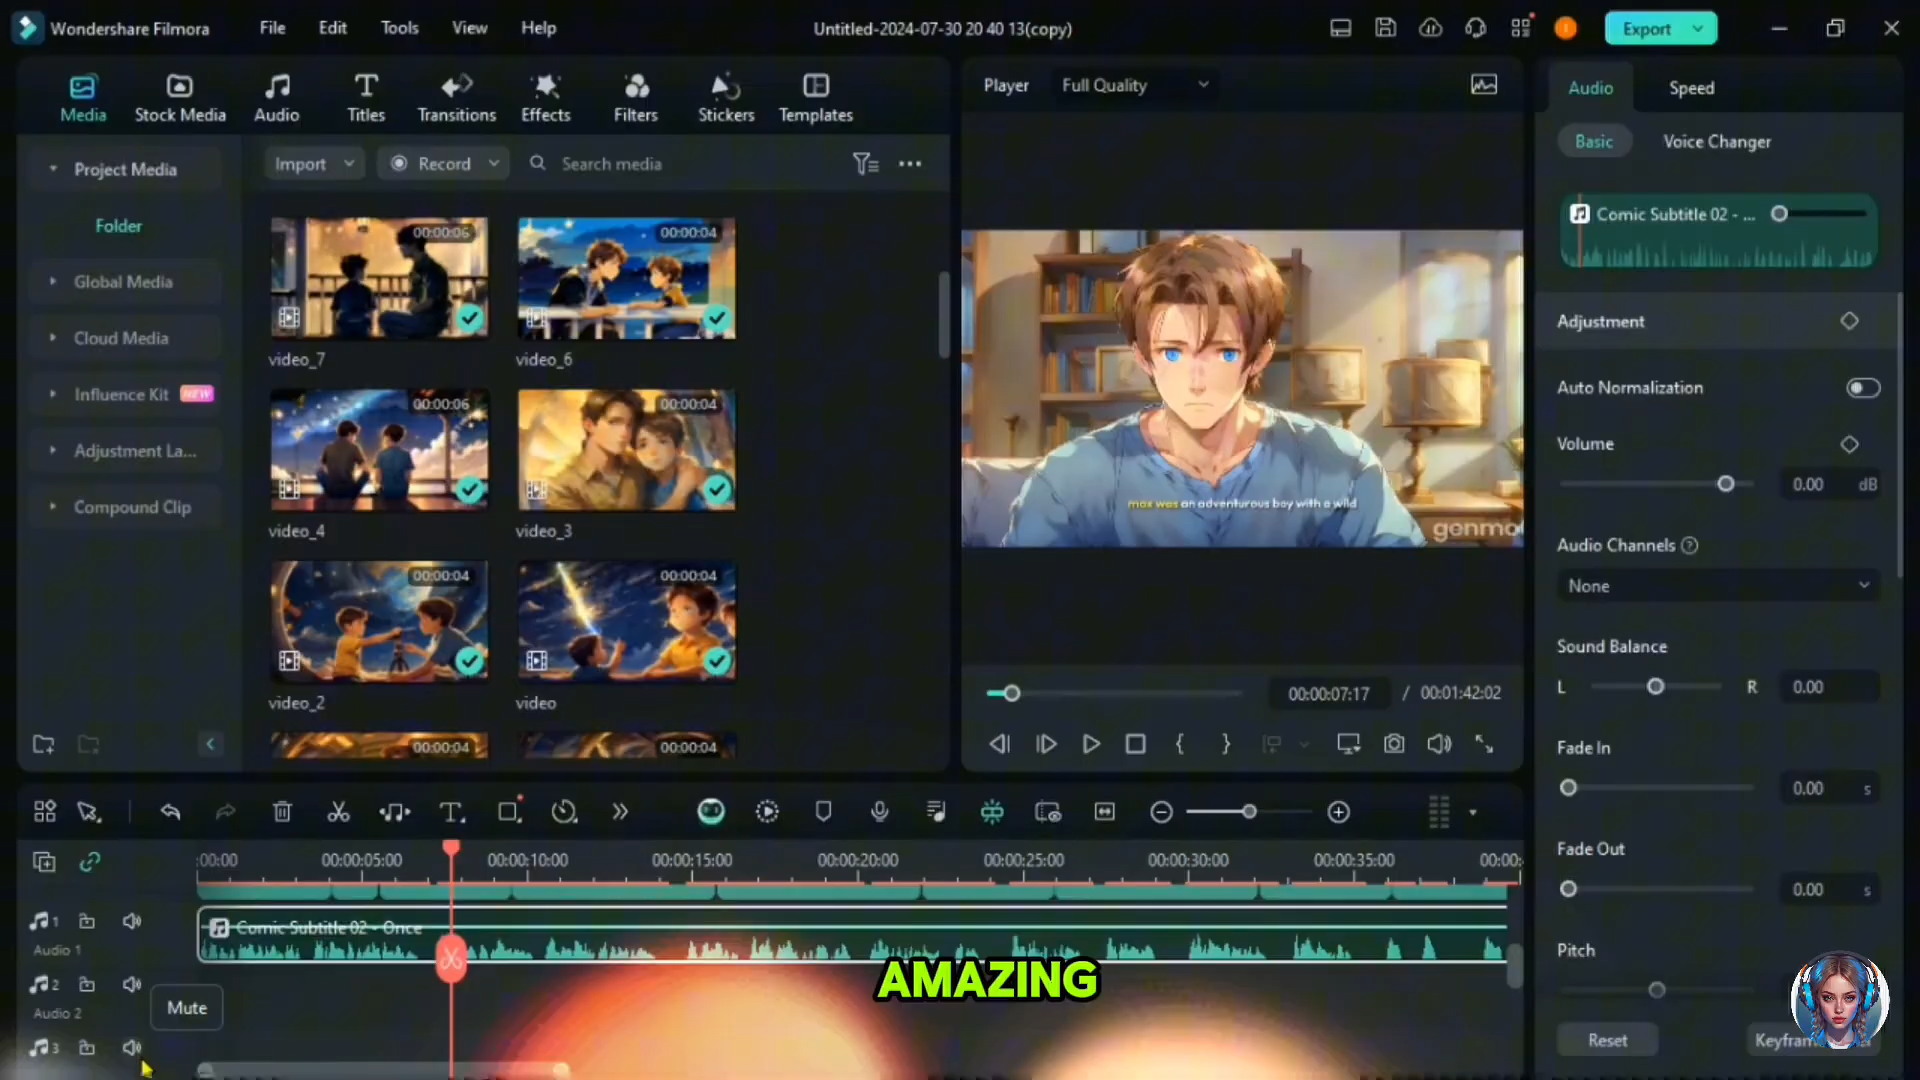 Wondershare Filmora
File Edit Tools View Help
Untitled-2024-07-30 20 40 13(copy)
Export
Media
Stock Media
Audio
Titles
Transitions
Effects
Filters
Stickers
Templates
Player
Full Quality
Audio
Speed
Basic
Voice Changer
Project Media
Import
Record
Search media
Folder
Global Media
Cloud Media
Influence Kit NEW
Adjustment La...
Compound Clip
00:00:06
00:00:04
video_7
video_6
00:00:06
00:00:04
video_4
video_3
00:00:04
00:00:04
video_2
video
00:00:04
00:00:04
max was an adventurous boy with a wild
genmo
00:00:07:17 / 00:01:42:02
Comic Subtitle 02 - ...
Adjustment
Auto Normalization
Volume
0.00 dB
Audio Channels
None
Sound Balance
L R 0.00
Fade In
0.00 s
Fade Out
0.00 s
Pitch
Reset
Keyfram
:00:00 00:00:05:00 00:00:10:00 00:00:15:00 00:00:20:00 00:00:25:00 00:00:30:00 00:00:35:00 00:00:
1
Audio 1
Comic Subtitle 02 - Once
2
Audio 2
Mute
3
AMAZING